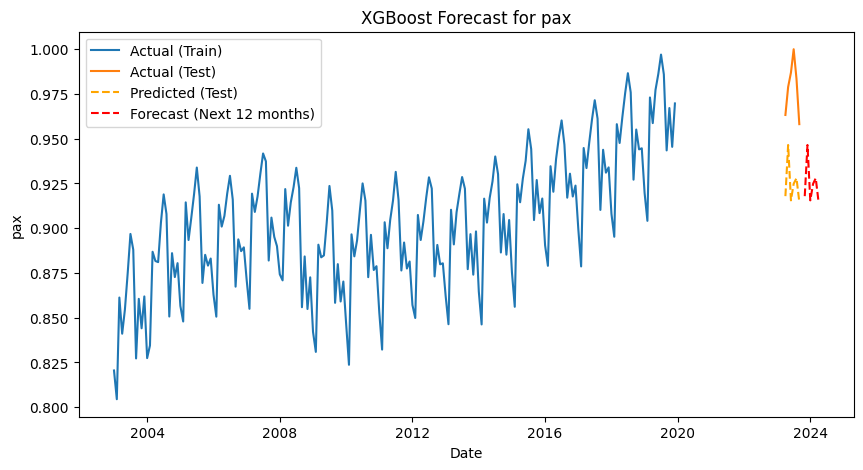 XGBoost Forecast for pax
Actual (Train)
Actual (Test)
Predicted (Test)
Forecast (Next 12 months)
1.000
0.975
0.950
0.925
0.900
0.875
0.850
0.825
0.800
pax
2004
2008
2012
2016
2020
2024
Date